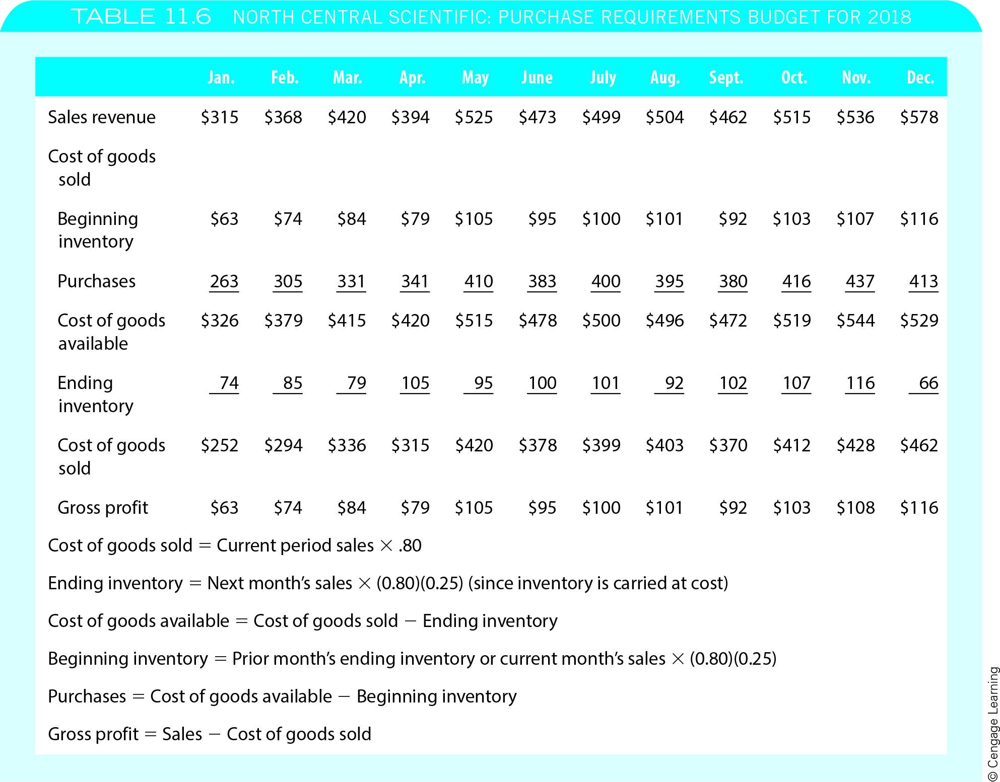 TABLE 11.6 NORTH CENTRAL SCIENTIFIC: PURCHASE REQUIREMENTS BUDGET FOR 2018
Jan. Feb. Mar. Apr. May June July Aug. Sept. Oct. Nov. Dec.
Sales revenue $315 $368 $420 $394 $525 $473 $499 $504 $462 $515 $536 $578
Cost of goods
sold
Beginning $63 $74 $84 $79 $105 $95 $100 $101 $92 $103 $107 $116
inventory
Purchases 263 305 331 341 410 383 400 395 380 416 437 413
Cost of goods $326 $379 $415 $420 $515 $478 $500 $496 $472 $519 $544 $529
available
Ending 74 85 79 105 95 100 101 92 102 107 116 66
inventory
Cost of goods $252 $294 $336 $315 $420 $378 $399 $403 $370 $412 $428 $462
sold
Gross profit $63 $74 $84 $79 $105 $95 $100 $101 $92 $103 $108 $116
Cost of goods sold = Current period sales × .80
Ending inventory = Next month’s sales × (0.80)(0.25) (since inventory is carried at cost)
Cost of goods available = Cost of goods sold − Ending inventory
Beginning inventory = Prior month’s ending inventory or current month’s sales × (0.80)(0.25)
Purchases = Cost of goods available − Beginning inventory
Gross profit = Sales − Cost of goods sold
© Cengage Learning